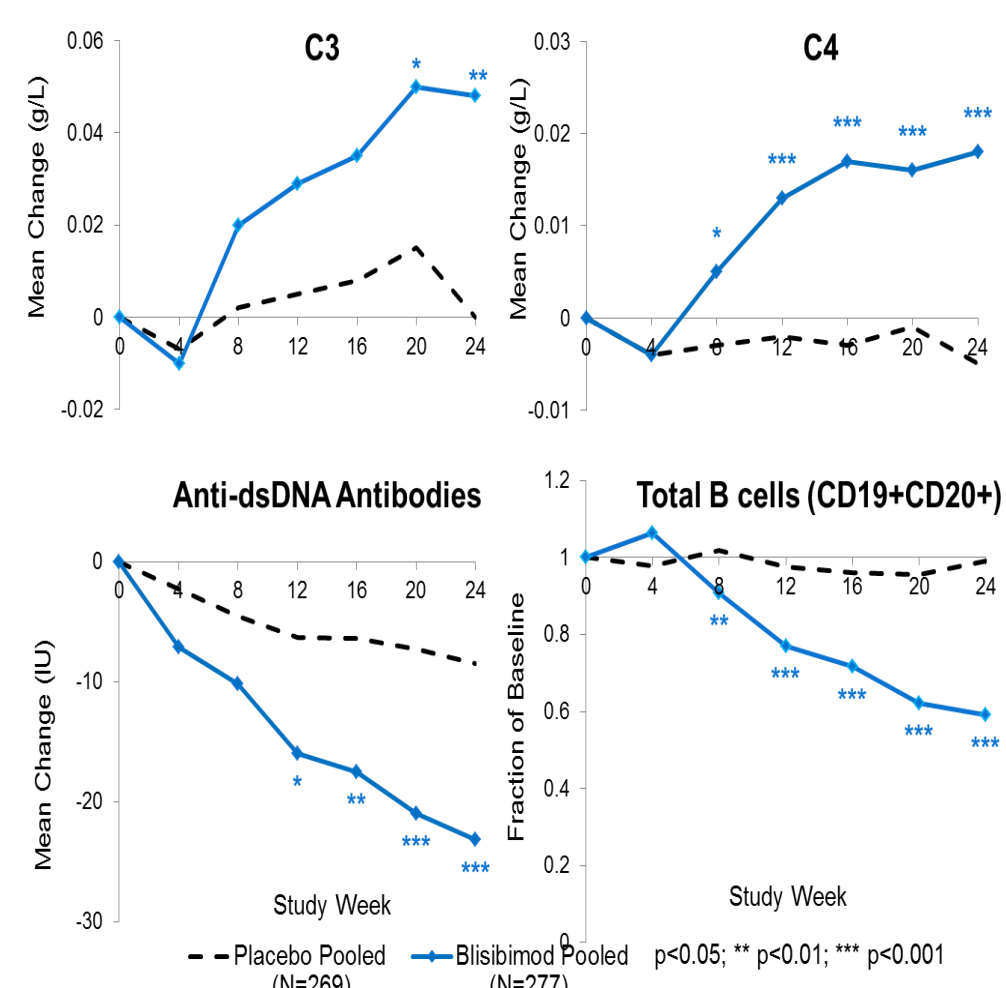 C3
0.06
0.04
0.02
0
-0.02
Mean Change (g/L)
0 4 8 12 16 20 24
* **
C4
0.03
0.02
0.01
0
-0.01
Mean Change (g/L)
0 4 8 12 16 20 24
* *** *** *** ***
Anti-dsDNA Antibodies
0
-10
-20
-30
Mean Change (IU)
0 4 8 12 16 20 24
* ** *** ***
Study Week
Total B cells (CD19+CD20+)
1.2
1
0.8
0.6
0.4
0.2
0
Fraction of Baseline
0 4 8 12 16 20 24
** *** *** *** ***
Study Week
Placebo Pooled
(N=269)
Blisibimod Pooled
(N=277)
p<0.05; ** p<0.01; *** p<0.001